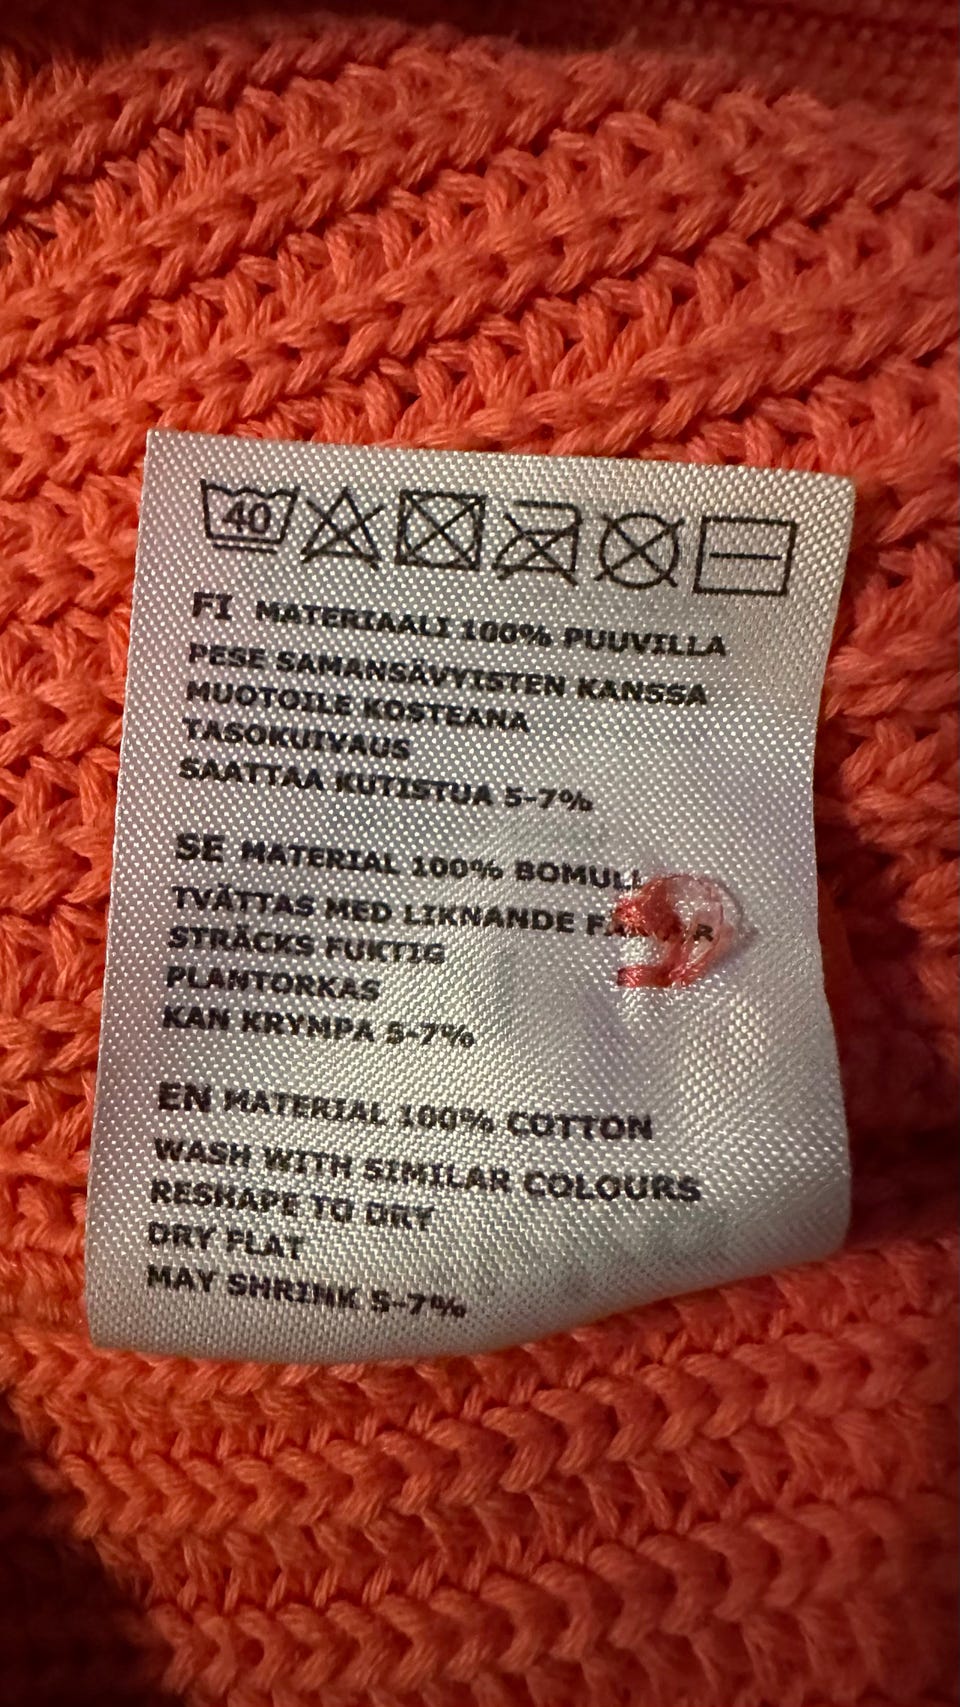 40
FI MATERIAALI 100% PUUVILLA
PESE SAMANSÄVYISTEN KANSSA
MUOTOILE KOSTEANA
TASOKUIVAUS
SAATTAA KUTISTUA 5-7%
SE MATERIAL 100% BOMULL
TVÄTTAS MED LIKNANDE
STRÄCKS FUKTIG
PLANTORKAS
KAN KRYMPA 5-7%
EN MATERIAL 100% COTTON
WASH WITH SIMILAR COLOURS
RESHAPE TO DRY
DRY FLAT
MAY SHRINK 5-7%